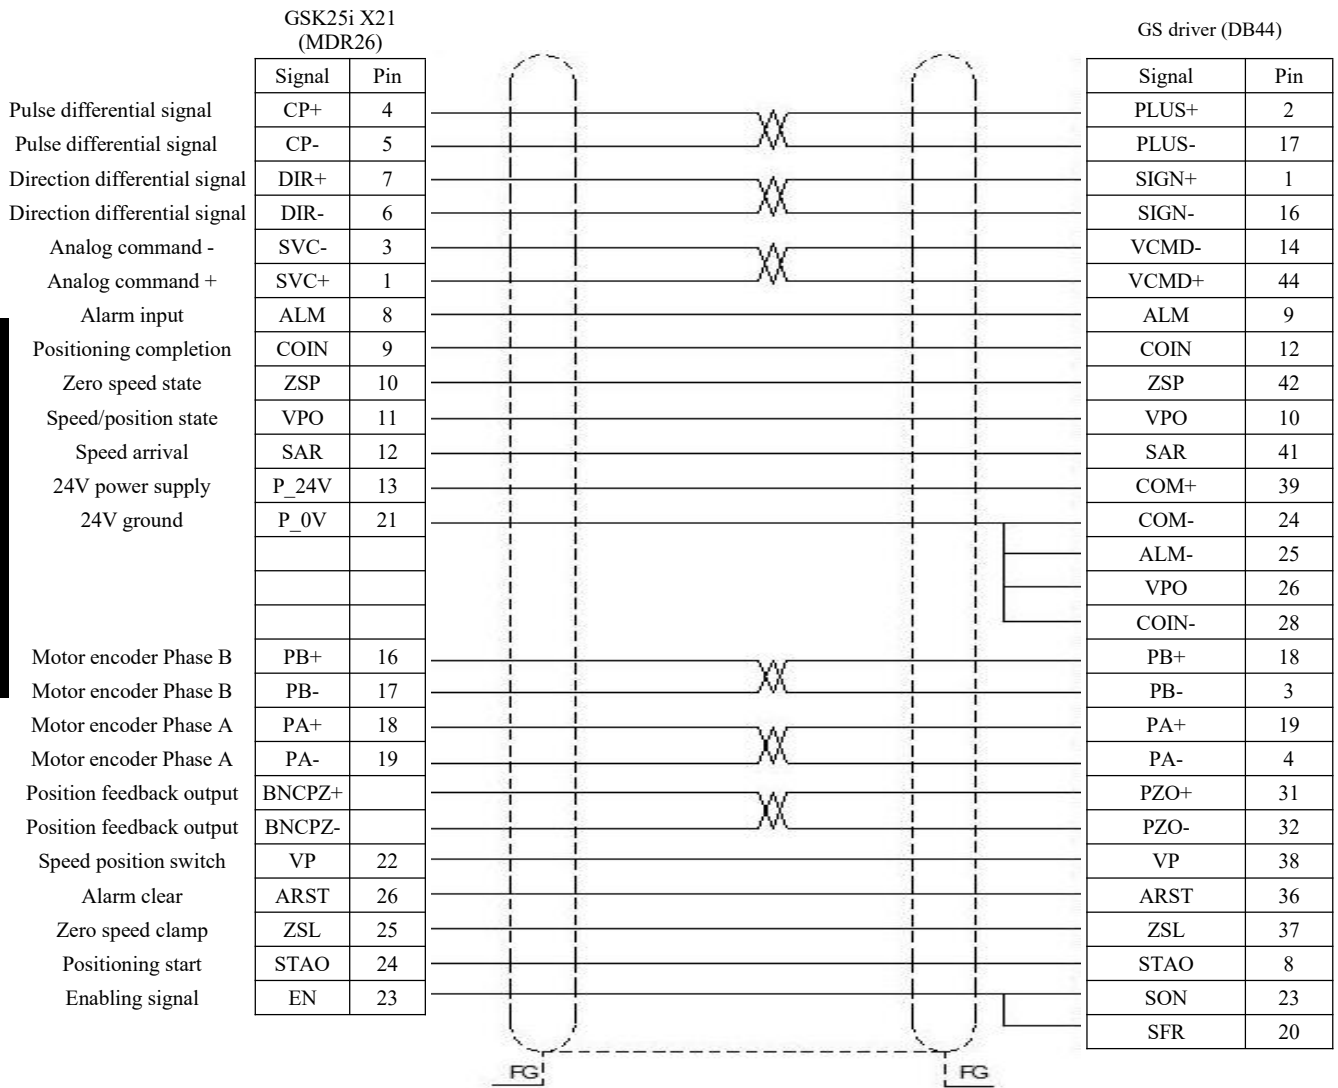 GSK25i X21
(MDR26)
GS driver (DB44)
Signal Pin Signal Pin
Pulse differential signal CP+ 4 PLUS+ 2
Pulse differential signal CP- 5 PLUS- 17
Direction differential signal DIR+ 7 SIGN+ 1
Direction differential signal DIR- 6 SIGN- 16
Analog command - SVC- 3 VCMD- 14
Analog command + SVC+ 1 VCMD+ 44
Alarm input ALM 8 ALM 9
Positioning completion COIN 9 COIN 12
Zero speed state ZSP 10 ZSP 42
Speed/position state VPO 11 VPO 10
Speed arrival SAR 12 SAR 41
24V power supply P_24V 13 COM+ 39
24V ground P_0V 21 COM- 24
ALM- 25
VPO 26
COIN- 28
Motor encoder Phase B PB+ 16 PB+ 18
Motor encoder Phase B PB- 17 PB- 3
Motor encoder Phase A PA+ 18 PA+ 19
Motor encoder Phase A PA- 19 PA- 4
Position feedback output BNCPZ+ PZO+ 31
Position feedback output BNCPZ- PZO- 32
Speed position switch VP 22 VP 38
Alarm clear ARST 26 ARST 36
Zero speed clamp ZSL 25 ZSL 37
Positioning start STAO 24 STAO 8
Enabling signal EN 23 SON 23
SFR 20
FG FG